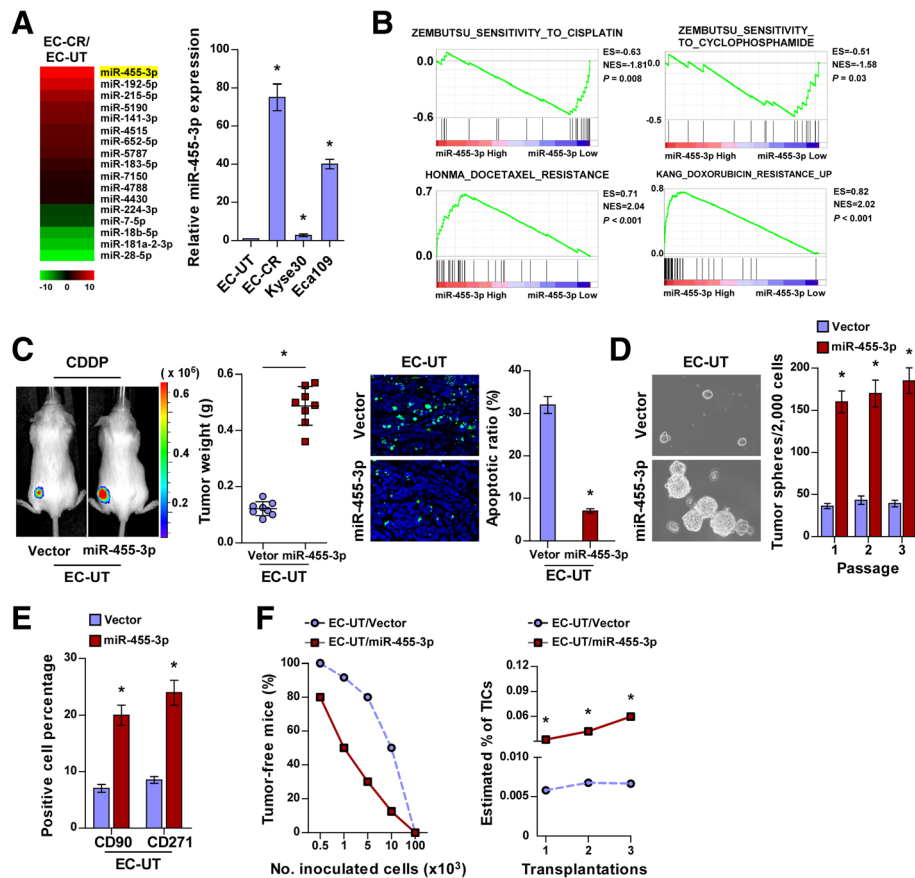 A
EC-CR/
EC-UT
miR-455-3p
miR-192-5p
miR-215-5p
miR-5190
miR-141-3p
miR-4515
miR-652-5p
miR-5787
miR-183-5p
miR-7150
miR-4788
miR-4430
miR-224-3p
miR-7-5p
miR-18b-5p
miR-181a-2-3p
miR-28-5p
-10 0 10
Relative miR-455-3p expression
100
80
60
40
20
0
*
*
*
EC-UT
EC-CR
Kyse30
Eca109
B
ZEMBUTSU_SENSITIVITY_TO_CISPLATIN
0.0
-0.6
ES=-0.63
NES=-1.81
P = 0.008
miR-455-3p High miR-455-3p Low
ZEMBUTSU_SENSITIVITY_
TO_CYCLOPHOSPHAMIDE
0.0
-0.5
ES=-0.51
NES=-1.58
P = 0.03
miR-455-3p High miR-455-3p Low
HONMA_DOCETAXEL_RESISTANCE
0.7
0.0
ES=0.71
NES=2.04
P < 0.001
miR-455-3p High miR-455-3p Low
KANG_DOXORUBICIN_RESISTANCE_UP
0.8
0.0
ES=0.82
NES=2.02
P < 0.001
miR-455-3p High miR-455-3p Low
C
CDDP
(x 10⁶)
0.6
0.4
0.2
Vector miR-455-3p
EC-UT
Tumor weight (g)
0.6
0.4
0.2
0.0
*
Vetor miR-455-3p
EC-UT
EC-UT
Vector
miR-455-3p
Apoptotic ratio (%)
40
30
20
10
0
*
Vetor miR-455-3p
EC-UT
D
EC-UT
Vector
miR-455-3p
Vector
miR-455-3p
Tumor spheres/2,000 cells
200
150
100
50
0
* * *
1 2 3
Passage
E
Vector
miR-455-3p
Positive cell percentage
30
20
10
0
* *
CD90 CD271
EC-UT
F
EC-UT/Vector
EC-UT/miR-455-3p
Tumor-free mice (%)
100
80
60
40
20
0
0.5 1 5 10 100
No. inoculated cells (x10³)
EC-UT/Vector
EC-UT/miR-455-3p
Estimated % of TICs
0.12
0.09
0.06
0.03
0.010
0.005
0
* * *
1 2 3
Transplantations